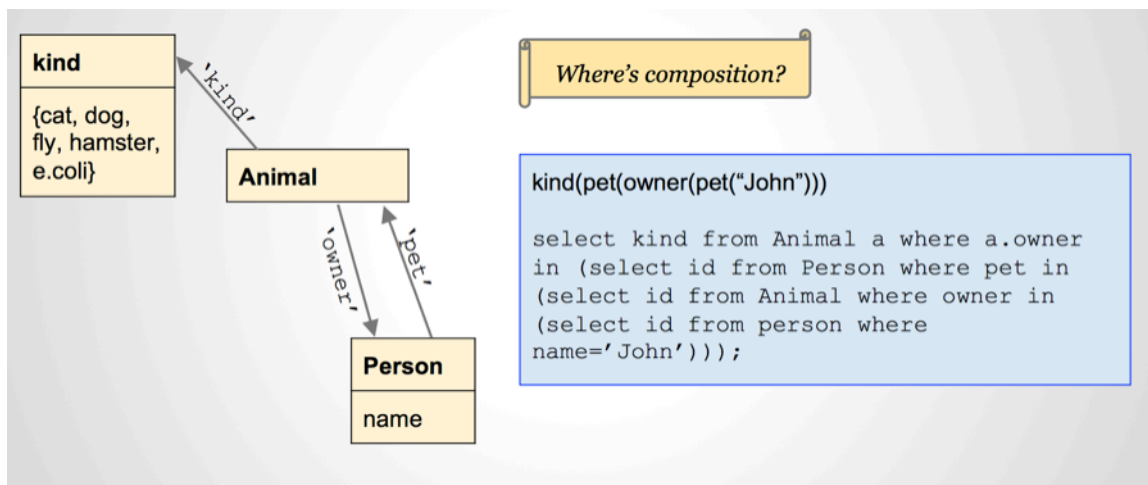 kind
{cat, dog,
fly, hamster,
e.coli}
'kind'
Animal
'owner'
'pet'
Person
name
Where's composition?
kind(pet(owner(pet(“John”)))
select kind from Animal a where a.owner
in (select id from Person where pet in
(select id from Animal where owner in
(select id from person where
name=’John’)));